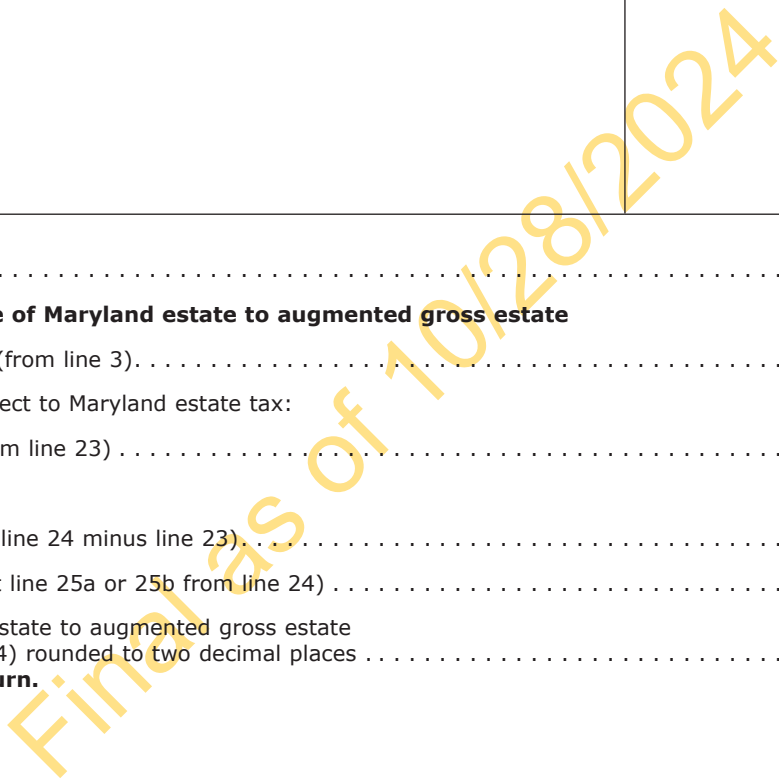 . . . . . . . . . . . . . . . . . . . . . . . . . . . . . . . . . . . . . . . . . . . . . . . . . . .
of Maryland estate to augmented gross estate
(from line 3). . . . . . . . . . . . . . . . . . . . . . . . . . . . . . . . . . . . . . . . . .
ect to Maryland estate tax:
m line 23) . . . . . . . . . . . . . . . . . . . . . . . . . . . . . . . . . . . . . . . . . . .
line 24 minus line 23). . . . . . . . . . . . . . . . . . . . . . . . . . . . . . . . . . .
line 25a or 25b from line 24) . . . . . . . . . . . . . . . . . . . . . . . . . . . . .
state to augmented gross estate
4) rounded to two decimal places . . . . . . . . . . . . . . . . . . . . . . . . . . .
urn.
Final as of 10/28/2024